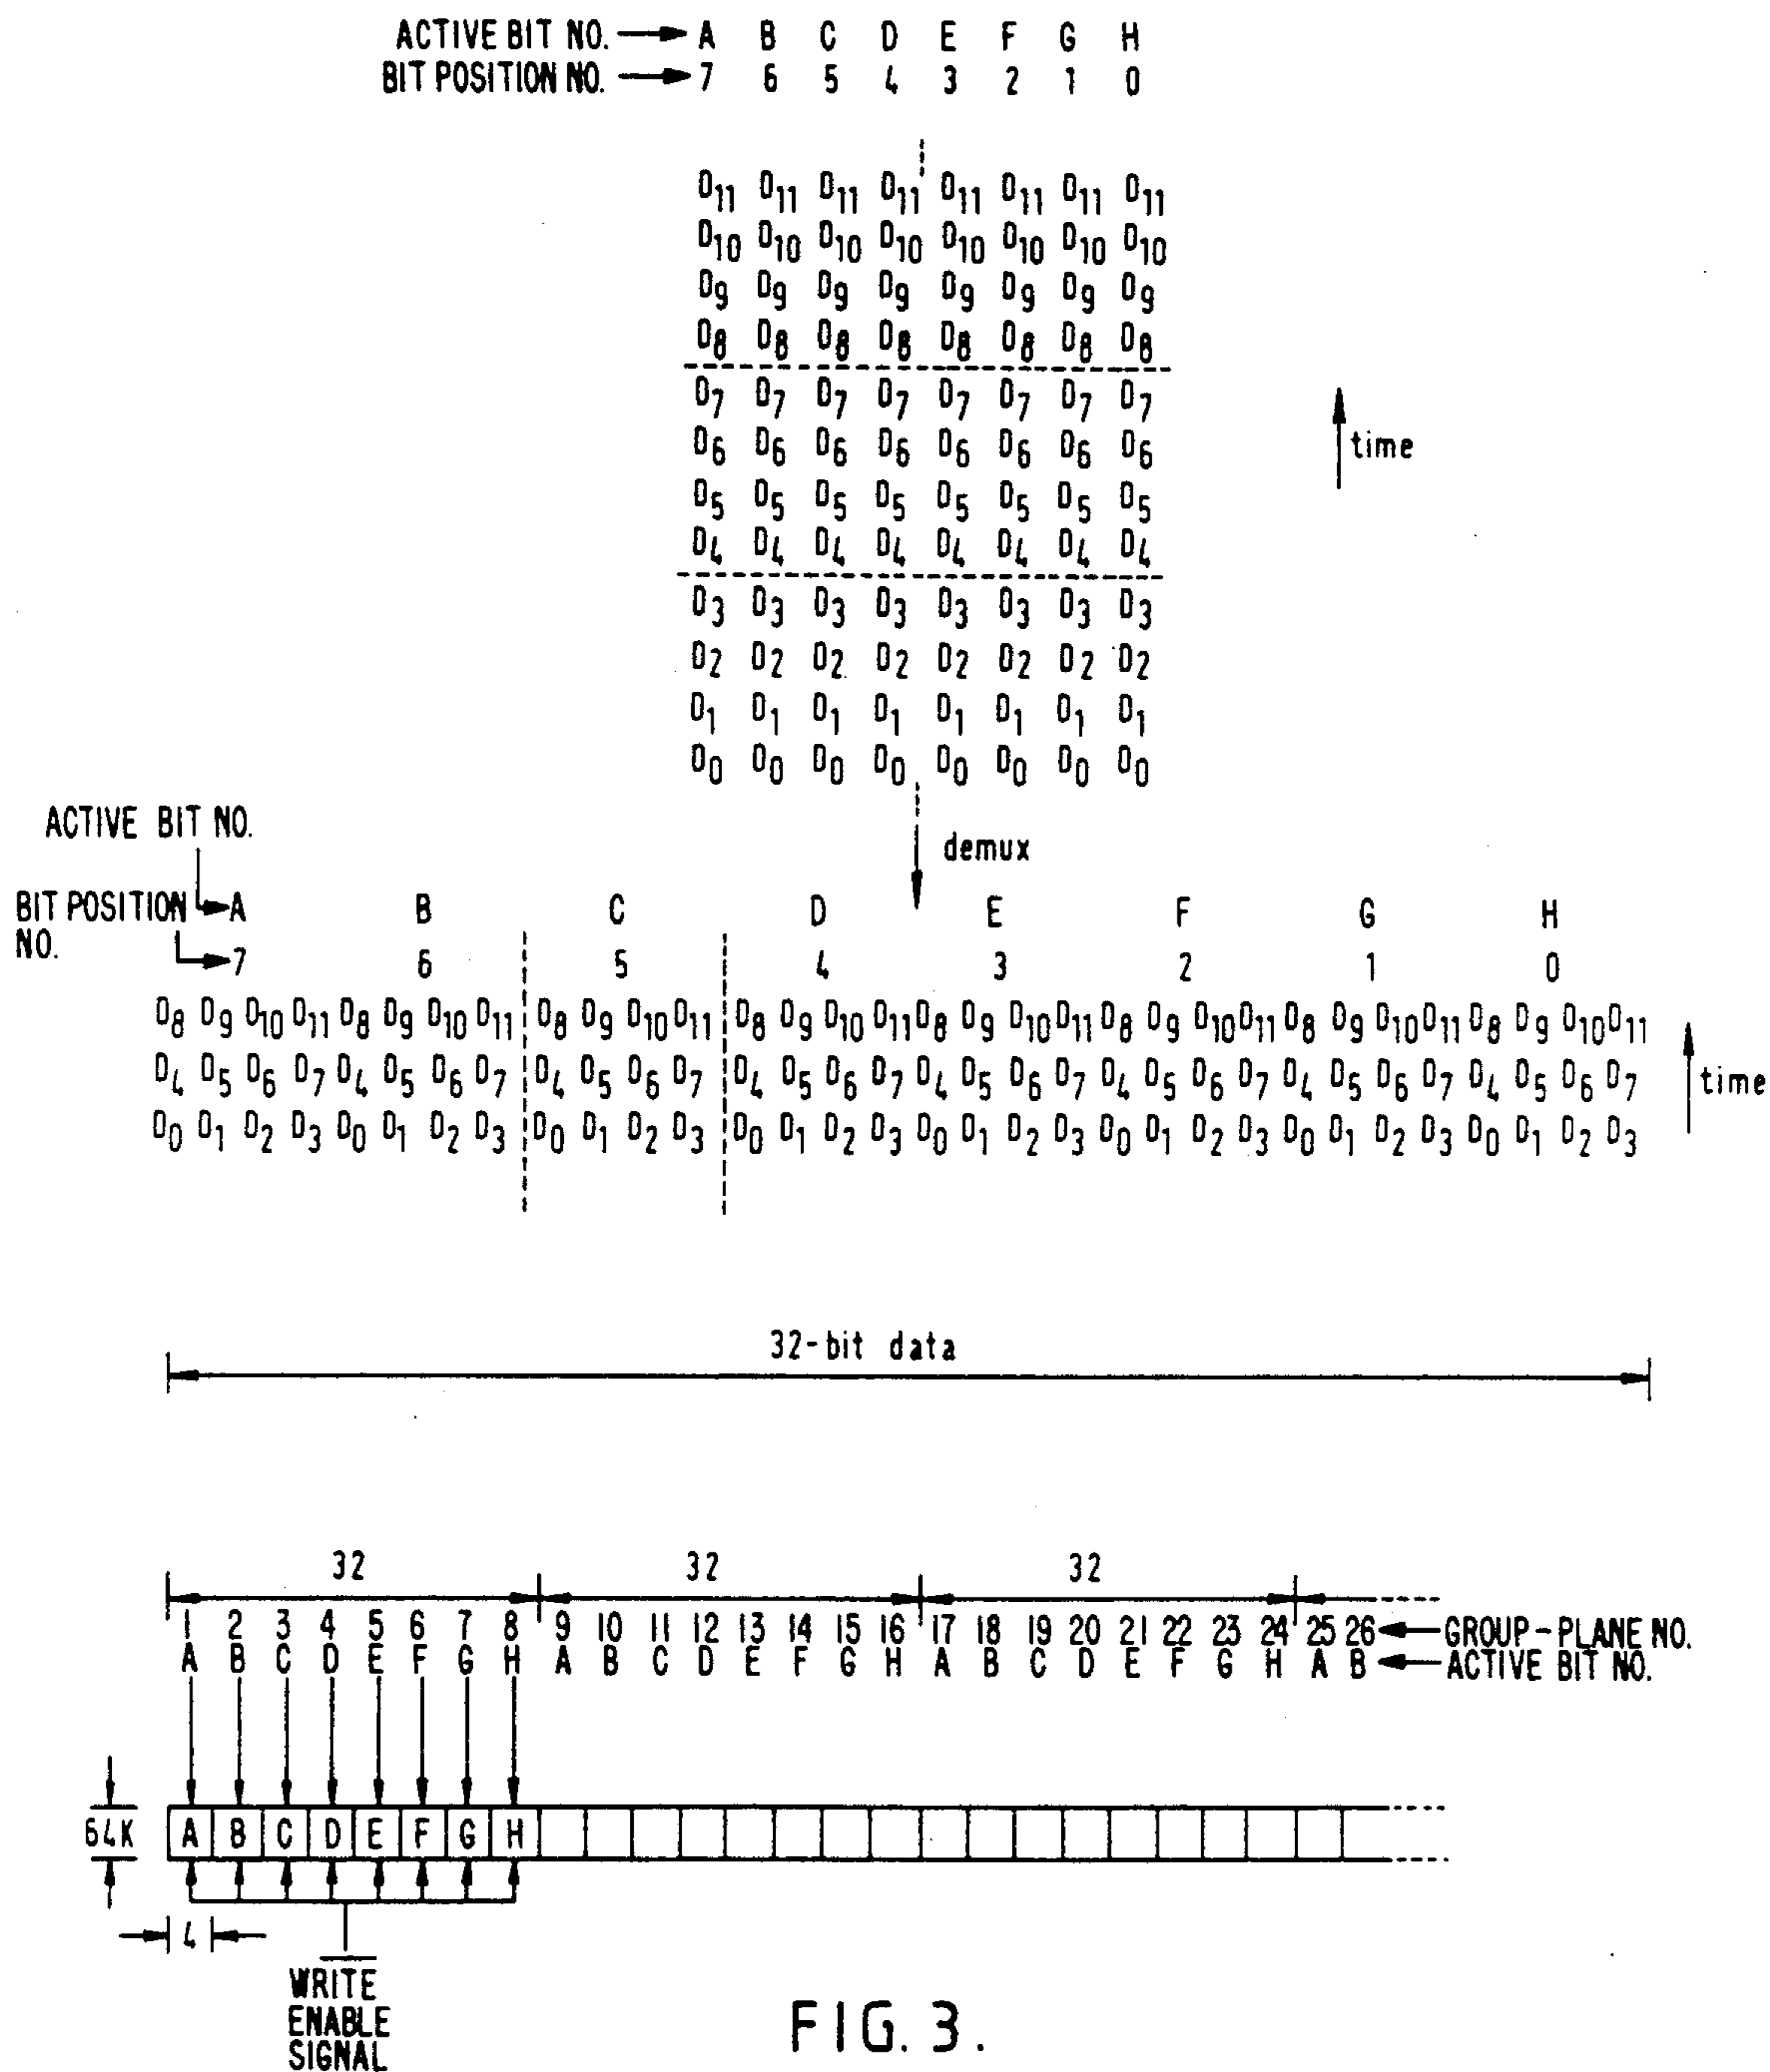 ACTIVE BIT NO. A B C D E F G H
BIT POSITION NO. 7 6 5 4 3 2 1 0
D11 D11 D11 D11 D11 D11 D11 D11
D10 D10 D10 D10 D10 D10 D10 D10
D9 D9 D9 D9 D9 D9 D9 D9
D8 D8 D8 D8 D8 D8 D8 D8
D7 D7 D7 D7 D7 D7 D7 D7
D6 D6 D6 D6 D6 D6 D6 D6
time
D5 D5 D5 D5 D5 D5 D5 D5
D4 D4 D4 D4 D4 D4 D4 D4
D3 D3 D3 D3 D3 D3 D3 D3
D2 D2 D2 D2 D2 D2 D2 D2
D1 D1 D1 D1 D1 D1 D1 D1
D0 D0 D0 D0 D0 D0 D0 D0
ACTIVE BIT NO.
demux
BIT POSITION A B C D E F G H
NO. 7 6 5 4 3 2 1 0
D8 D9 D10 D11 D8 D9 D10 D11 D8 D9 D10 D11 D8 D9 D10 D11 D8 D9 D10 D11 D8 D9 D10 D11 D8 D9 D10 D11 D8 D9 D10 D11
D4 D5 D6 D7 D4 D5 D6 D7 D4 D5 D6 D7 D4 D5 D6 D7 D4 D5 D6 D7 D4 D5 D6 D7 D4 D5 D6 D7 D4 D5 D6 D7 time
D0 D1 D2 D3 D0 D1 D2 D3 D0 D1 D2 D3 D0 D1 D2 D3 D0 D1 D2 D3 D0 D1 D2 D3 D0 D1 D2 D3 D0 D1 D2 D3
32-bit data
32 32 32
1 2 3 4 5 6 7 8 9 10 11 12 13 14 15 16 17 18 19 20 21 22 23 24 25 26 GROUP-PLANE NO.
A B C D E F G H A B C D E F G H A B C D E F G H A B ACTIVE BIT NO.
64K A B C D E F G H
4
WRITE
ENABLE
SIGNAL
FIG. 3.